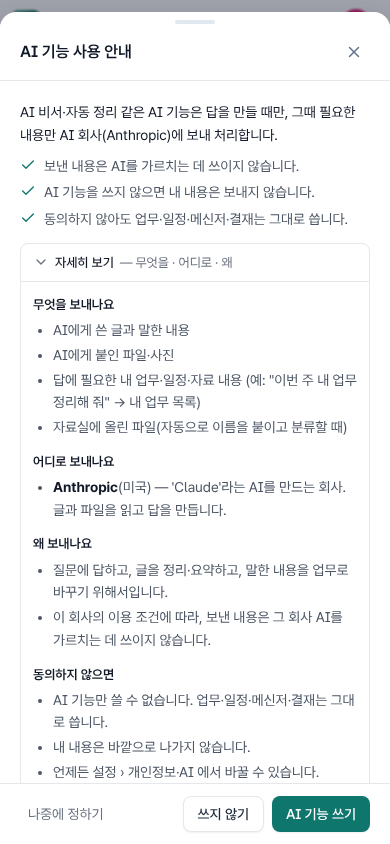 AI 기능 사용 안내
AI 비서·자동 정리 같은 AI 기능은 답을 만들 때만, 그때 필요한
내용만 AI 회사(Anthropic)에 보내 처리합니다.
보낸 내용은 AI를 가르치는 데 쓰이지 않습니다.
AI 기능을 쓰지 않으면 내 내용은 보내지 않습니다.
동의하지 않아도 업무·일정·메신저·결재는 그대로 씁니다.
자세히 보기 — 무엇을 · 어디로 · 왜
무엇을 보내나요
• AI에게 쓴 글과 말한 내용
• AI에게 붙인 파일·사진
• 답에 필요한 내 업무·일정·자료 내용 (예: "이번 주 내 업무
정리해 줘" → 내 업무 목록)
• 자료실에 올린 파일(자동으로 이름을 붙이고 분류할 때)
어디로 보내나요
• Anthropic(미국) — 'Claude'라는 AI를 만드는 회사.
글과 파일을 읽고 답을 만듭니다.
왜 보내나요
• 질문에 답하고, 글을 정리·요약하고, 말한 내용을 업무로
바꾸기 위해서입니다.
• 이 회사의 이용 조건에 따라, 보낸 내용은 그 회사 AI를
가르치는 데 쓰이지 않습니다.
동의하지 않으면
• AI 기능만 쓸 수 없습니다. 업무·일정·메신저·결재는 그대
로 씁니다.
• 내 내용은 바깥으로 나가지 않습니다.
• 언제든 설정 › 개인정보·AI 에서 바꿀 수 있습니다.
나중에 정하기
쓰지 않기
AI 기능 쓰기